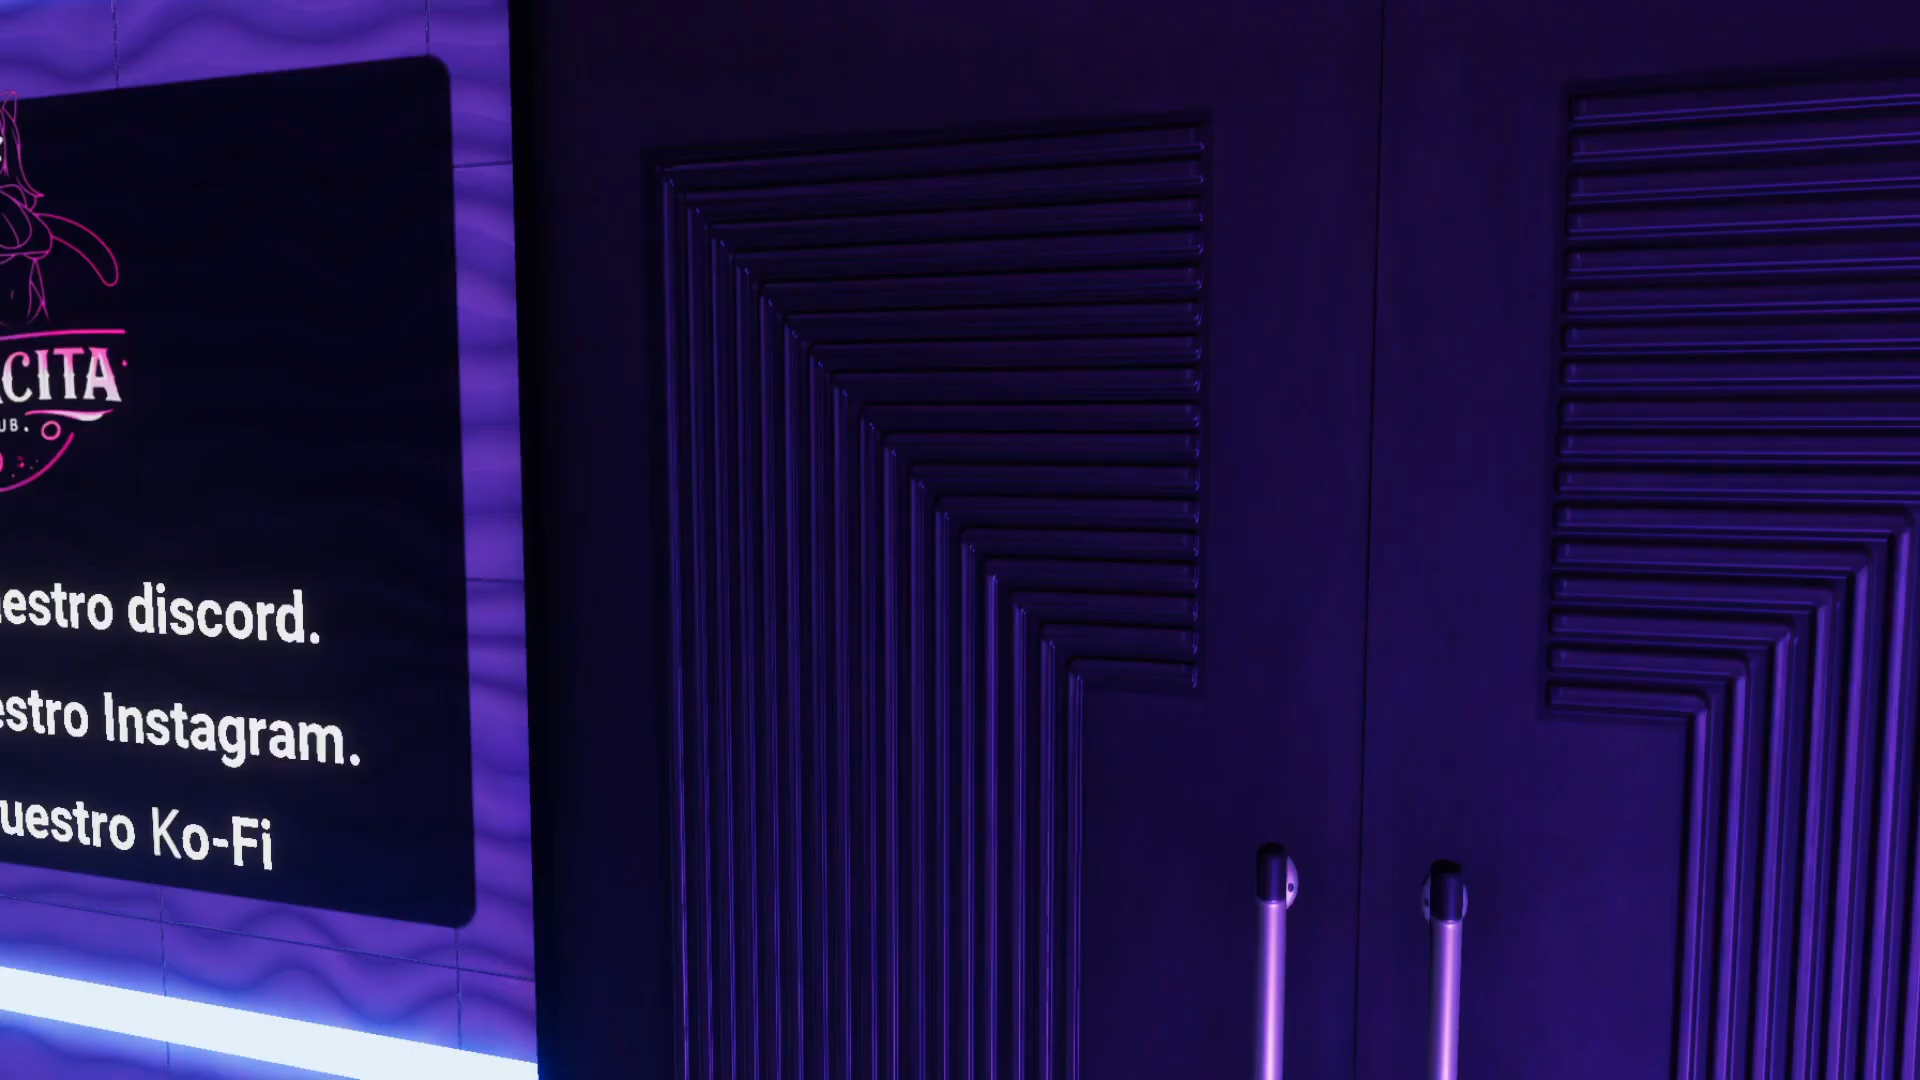 CITA
UB.
estro discord.
estro Instagram.
uestro Ko-Fi